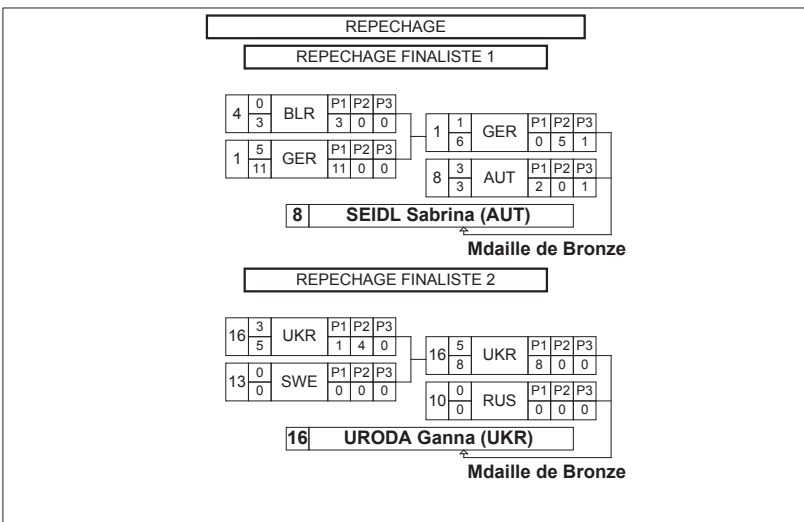 REPECHAGE
REPECHAGE FINALISTE 1
4 0 3 BLR P1 P2 P3 3 0 0
1 5 11 GER P1 P2 P3 11 0 0
1 1 6 GER P1 P2 P3 0 5 1
8 3 3 AUT P1 P2 P3 2 0 1
8 SEIDL Sabrina (AUT)
Mdaille de Bronze
REPECHAGE FINALISTE 2
16 3 5 UKR P1 P2 P3 1 4 0
13 0 0 SWE P1 P2 P3 0 0 0
16 5 8 UKR P1 P2 P3 8 0 0
10 0 0 RUS P1 P2 P3 0 0 0
16 URODA Ganna (UKR)
Mdaille de Bronze